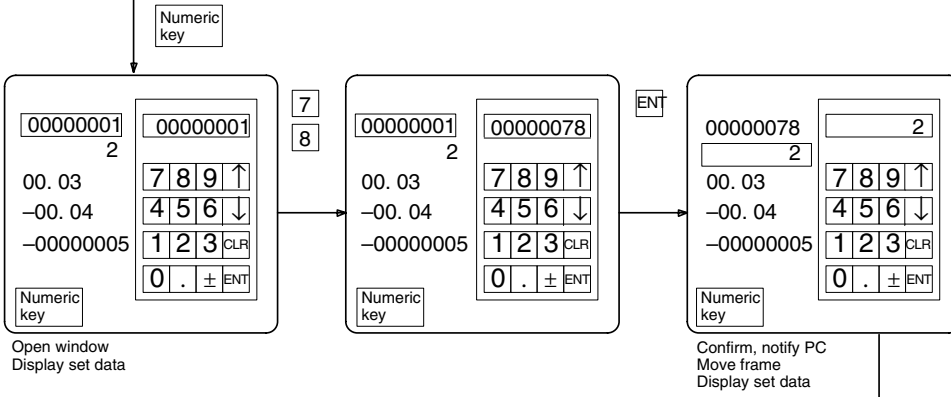 Numeric
key
00000001
2
00. 03
–00. 04
–00000005
00000001
7 8 9 ↑
4 5 6 ↓
1 2 3 CLR
0 . ± ENT
Numeric
key
Open window
Display set data
7
8
00000001
2
00. 03
–00. 04
–00000005
00000078
7 8 9 ↑
4 5 6 ↓
1 2 3 CLR
0 . ± ENT
Numeric
key
ENT
00000078
2
00. 03
–00. 04
–00000005
2
7 8 9 ↑
4 5 6 ↓
1 2 3 CLR
0 . ± ENT
Numeric
key
Confirm, notify PC
Move frame
Display set data